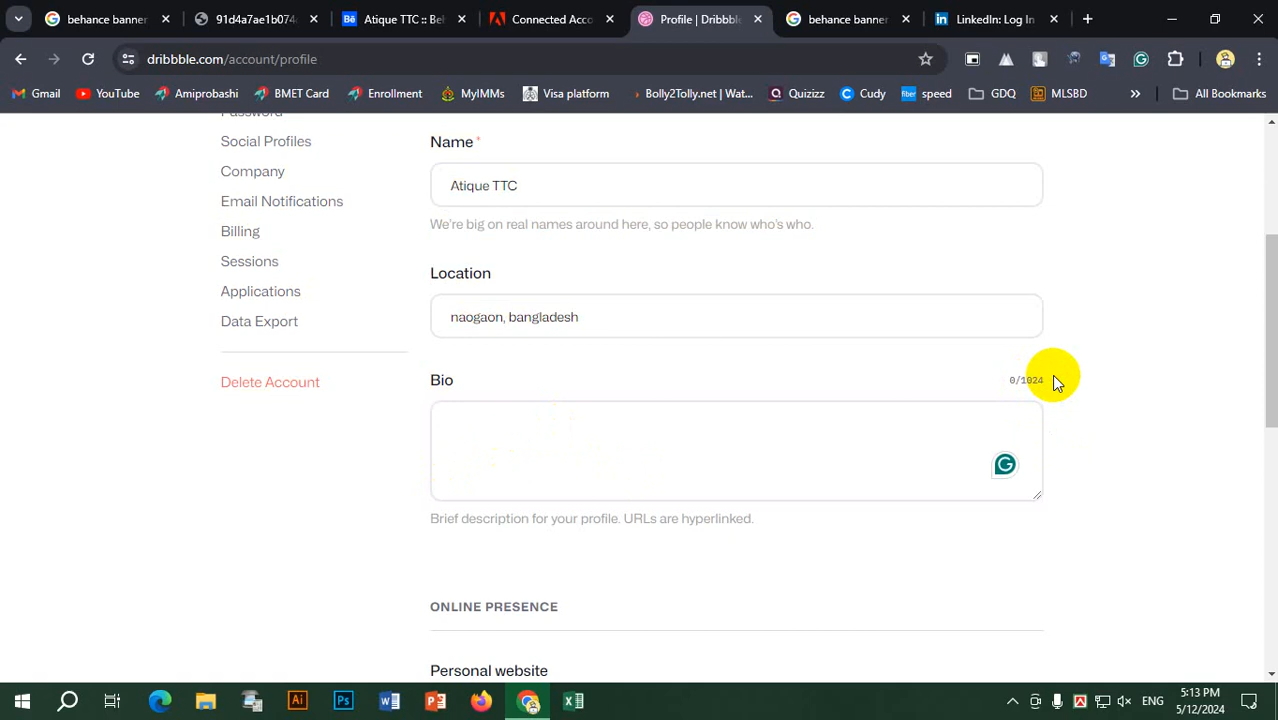 behance banner
91d4a7ae1b074
Atique TTC :: Be
Connected Acco
Profile | Dribbble
behance banner
LinkedIn: Log In
dribbble.com/account/profile
Gmail
YouTube
Amiprobashi
BMET Card
Enrollment
MyIMMs
Visa platform
Bolly2Tolly.net | Wat...
Quizizz
Cudy
speed
GDQ
MLSBD
All Bookmarks
Password
Social Profiles
Company
Email Notifications
Billing
Sessions
Applications
Data Export
Delete Account
Name *
Atique TTC
We're big on real names around here, so people know who's who.
Location
naogaon, bangladesh
Bio
0/1024
Brief description for your profile. URLs are hyperlinked.
ONLINE PRESENCE
Personal website
ENG
5:13 PM
5/12/2024